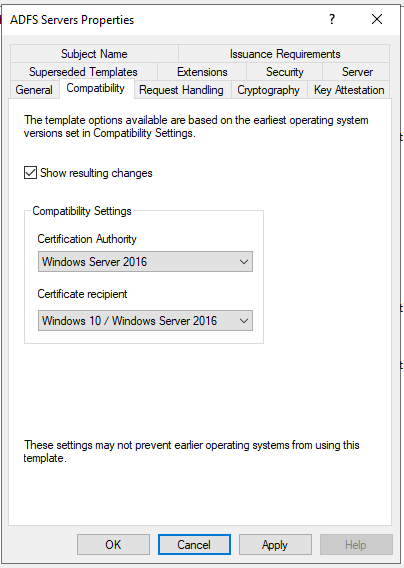 ADFS Servers Properties
? ×
Subject Name Issuance Requirements
Superseded Templates Extensions Security Server
General Compatibility Request Handling Cryptography Key Attestation
The template options available are based on the earliest operating system
versions set in Compatibility Settings.
Show resulting changes
Compatibility Settings
Certification Authority
Windows Server 2016
Certificate recipient
Windows 10 / Windows Server 2016
These settings may not prevent earlier operating systems from using this
template.
OK Cancel Apply Help